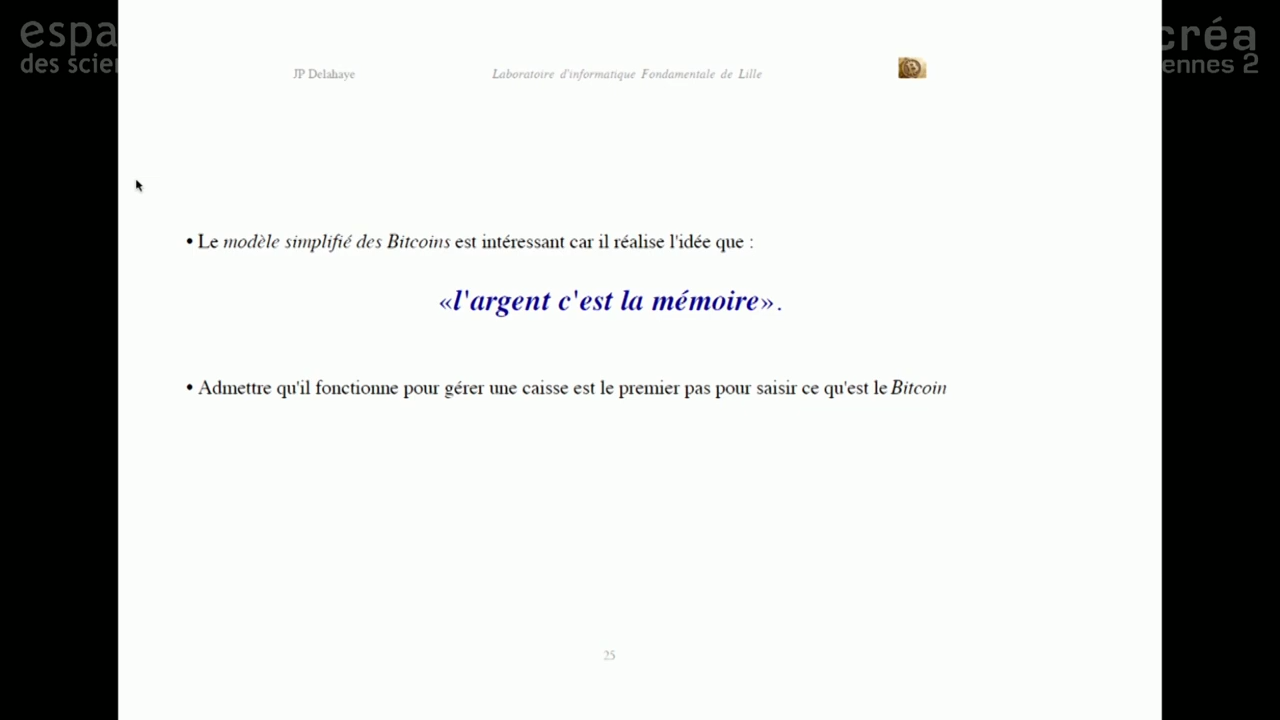 espa
des scien
créa
ennes 2
JP Delahaye
Laboratoire d'informatique Fondamentale de Lille
• Le modèle simplifié des Bitcoins est intéressant car il réalise l'idée que :
«l'argent c'est la mémoire».
• Admettre qu'il fonctionne pour gérer une caisse est le premier pas pour saisir ce qu'est le Bitcoin
25